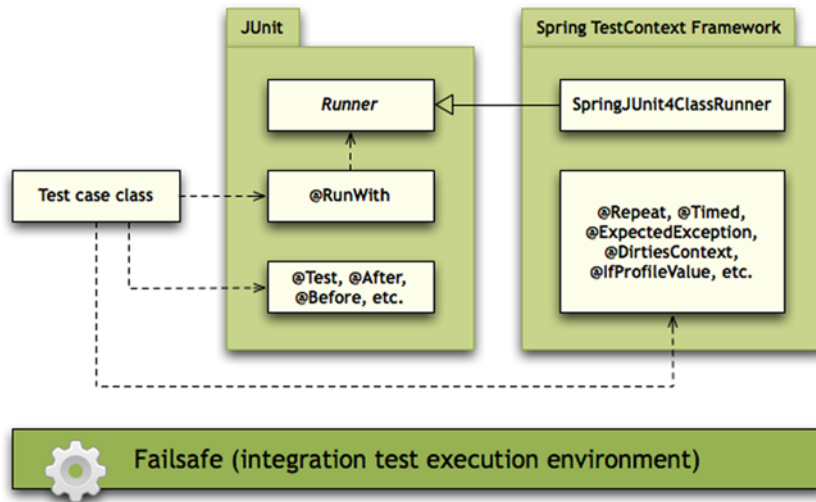 JUnit
Spring TestContext Framework
Runner
SpringJUnit4ClassRunner
Test case class
@RunWith
@Repeat, @Timed,
@ExpectedException,
@DirtiesContext,
@IfProfileValue, etc.
@Test, @After,
@Before, etc.
Failsafe (integration test execution environment)